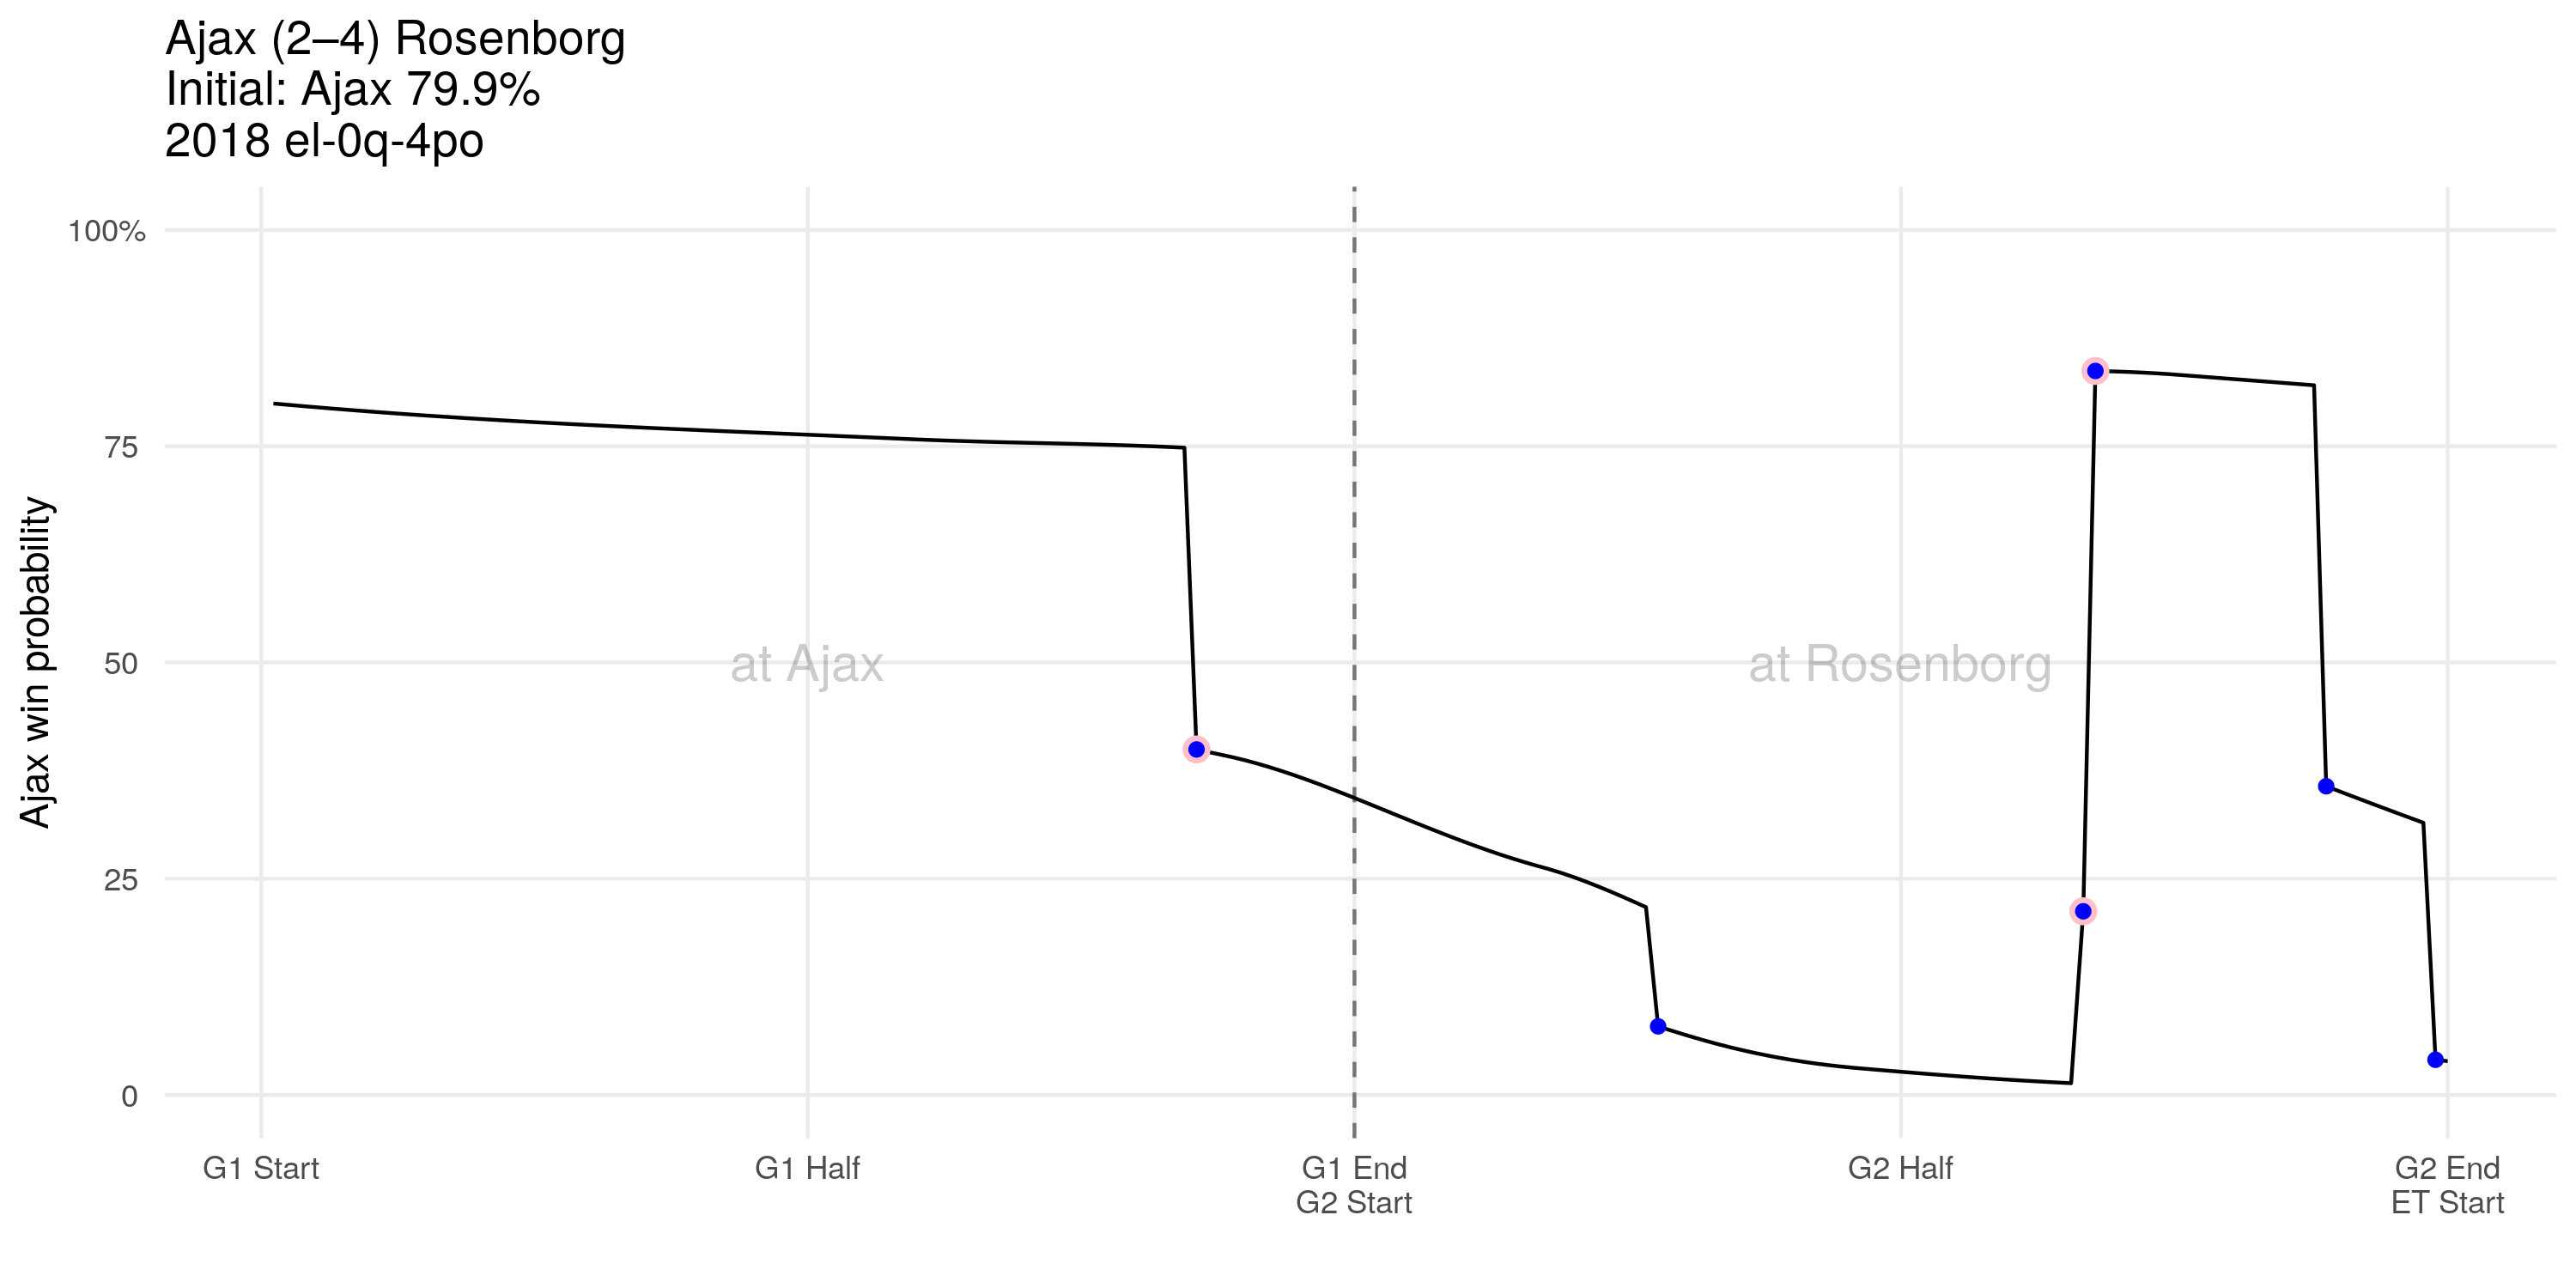 Ajax (2–4) Rosenborg
Initial: Ajax 79.9%
2018 el-0q-4po
Ajax win probability
100%
75
50
25
0
at Ajax
at Rosenborg
G1 Start
G1 Half
G1 End
G2 Start
G2 Half
G2 End
ET Start